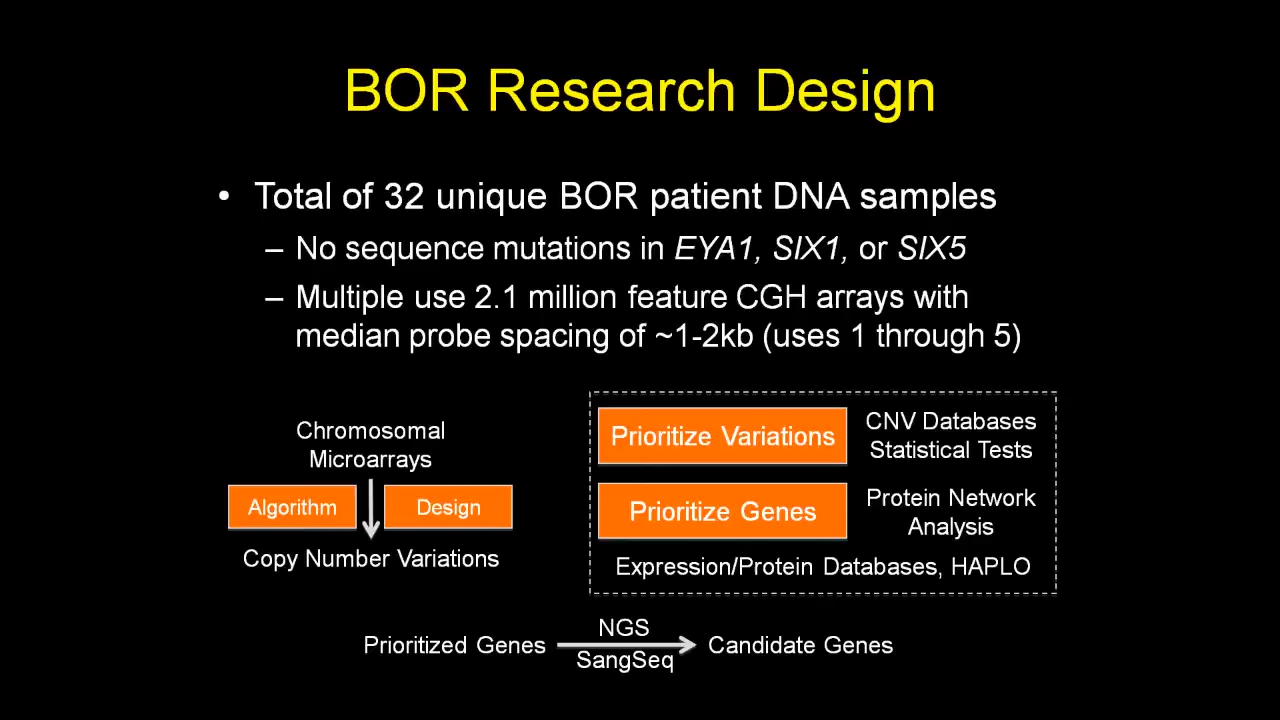 BOR Research Design
• Total of 32 unique BOR patient DNA samples
– No sequence mutations in EYA1, SIX1, or SIX5
– Multiple use 2.1 million feature CGH arrays with
median probe spacing of ~1-2kb (uses 1 through 5)
Chromosomal
Microarrays
Algorithm
Design
Copy Number Variations
Prioritize Variations
CNV Databases
Statistical Tests
Prioritize Genes
Protein Network
Analysis
Expression/Protein Databases, HAPLO
Prioritized Genes
NGS
SangSeq
Candidate Genes